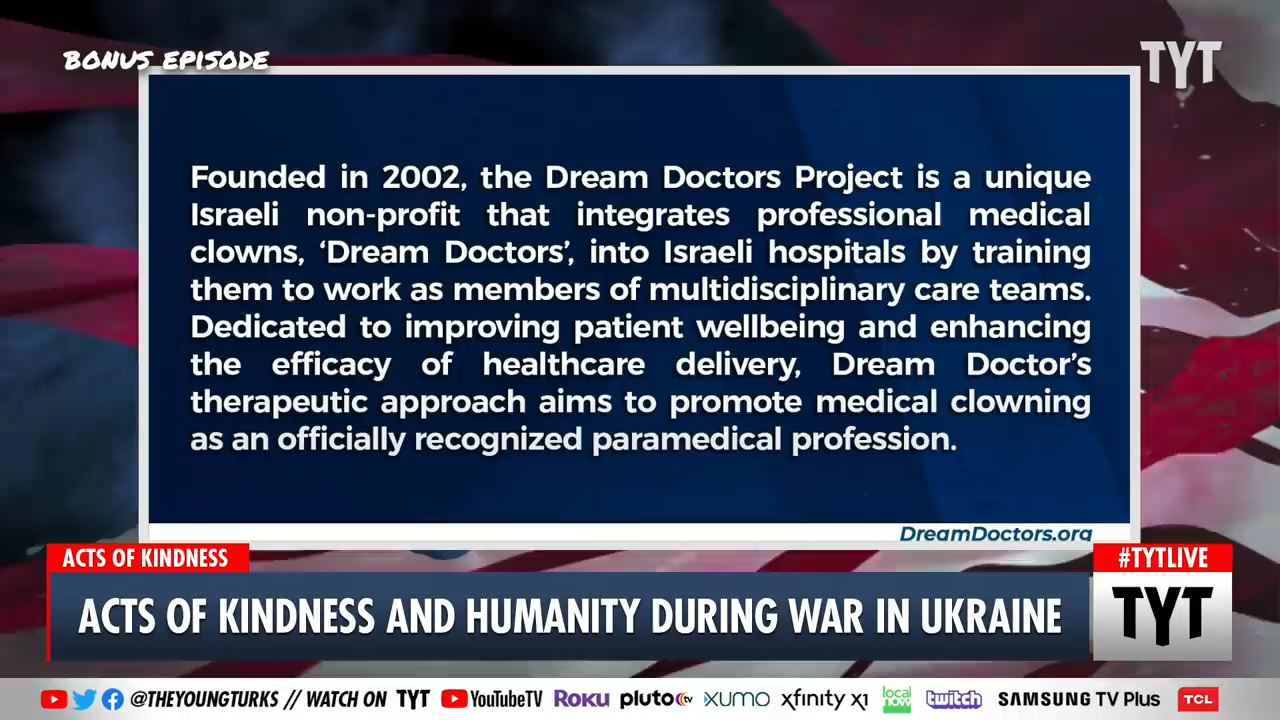 BONUS EPISODE
TYT
Founded in 2002, the Dream Doctors Project is a unique
Israeli non-profit that integrates professional medical
clowns, ‘Dream Doctors’, into Israeli hospitals by training
them to work as members of multidisciplinary care teams.
Dedicated to improving patient wellbeing and enhancing
the efficacy of healthcare delivery, Dream Doctor’s
therapeutic approach aims to promote medical clowning
as an officially recognized paramedical profession.
DreamDoctors.org
ACTS OF KINDNESS
#TYTLIVE
ACTS OF KINDNESS AND HUMANITY DURING WAR IN UKRAINE
TYT
@THEYOUNGTURKS // WATCH ON TYT YouTubeTV ROKU pluto tv XUMO xfinity x1 local now twitch SAMSUNG TV Plus TCL